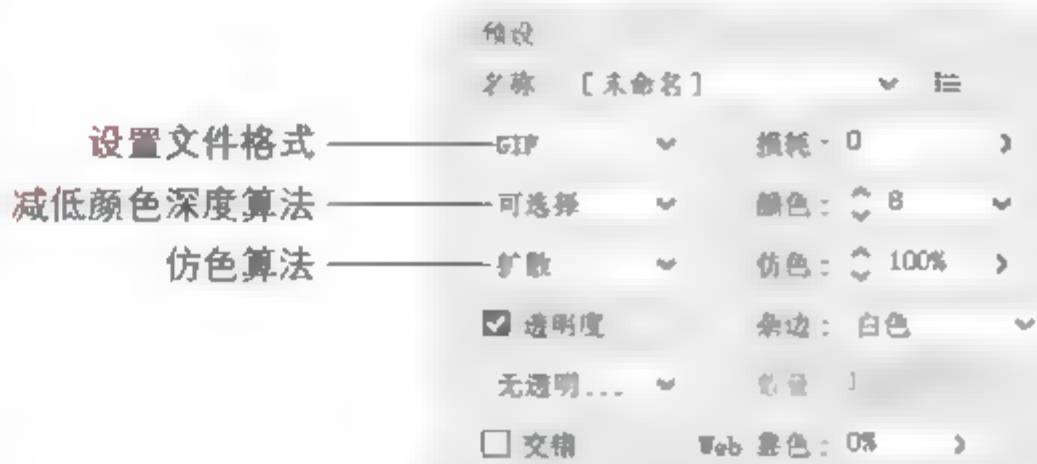 预设
名称 [未命名]
设置文件格式 GIF 损耗: 0
减低颜色深度算法 可选择 颜色: 8
仿色算法 扩散 仿色: 100%
透明度 杂边: 白色
无透明... 数量
交错 Web 靠色: 0%